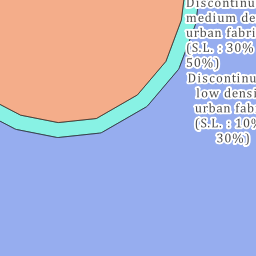 Discontinu
medium de
urban fabri
(S.L. : 30%
50%)
Discontinu
low densi
urban fab
(S.L. : 10%
30%)